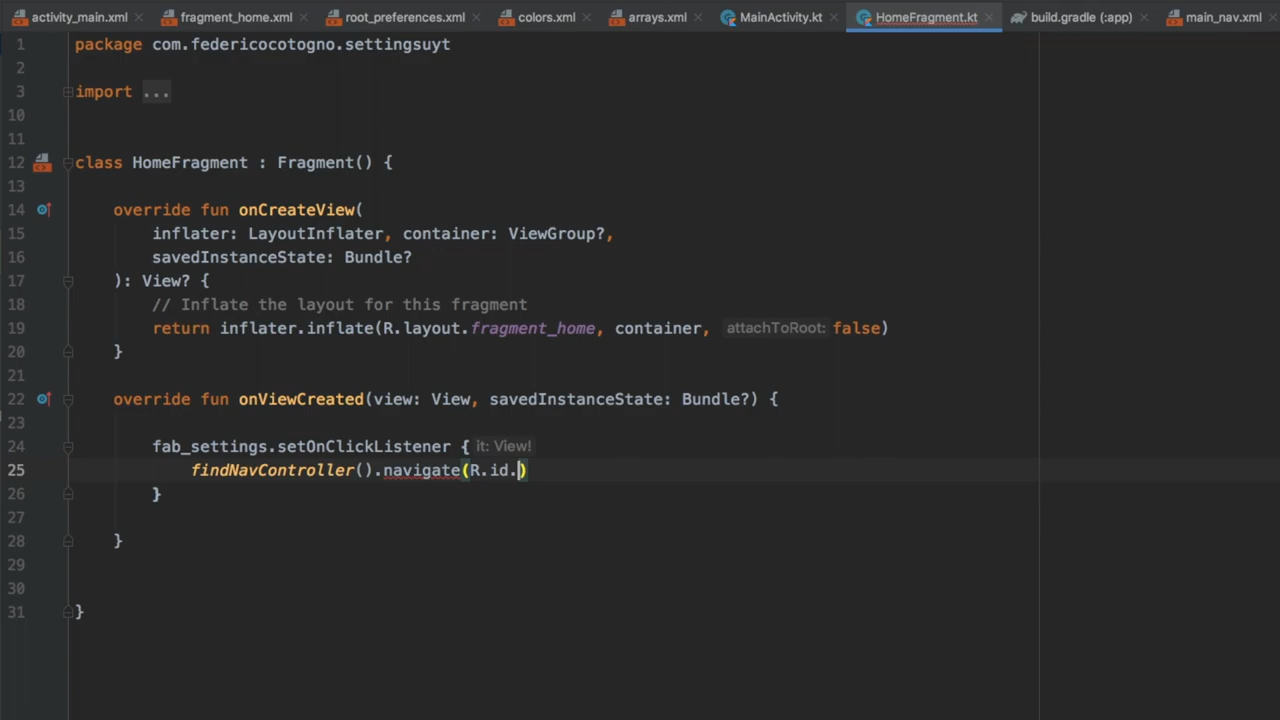 activity_main.xml fragment_home.xml root_preferences.xml colors.xml arrays.xml MainActivity.kt HomeFragment.kt build.gradle (:app) main_nav.xml
1 package com.federicocotogno.settingsuyt
2
3 import ...
10
11
12 class HomeFragment : Fragment() {
13
14 override fun onCreateView(
15 inflater: LayoutInflater, container: ViewGroup?,
16 savedInstanceState: Bundle?
17 ): View? {
18 // Inflate the layout for this fragment
19 return inflater.inflate(R.layout.fragment_home, container, attachToRoot: false)
20 }
21
22 override fun onViewCreated(view: View, savedInstanceState: Bundle?) {
23
24 fab_settings.setOnClickListener { it: View!
25 findNavController().navigate(R.id.)
26 }
27
28 }
29
30
31 }